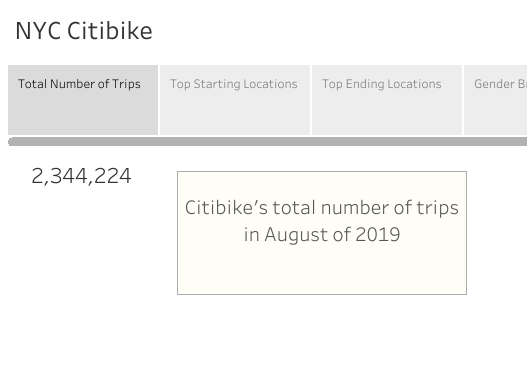 NYC Citibike
Total Number of Trips
Top Starting Locations
Top Ending Locations
Gender
2,344,224
Citibike's total number of trips
in August of 2019